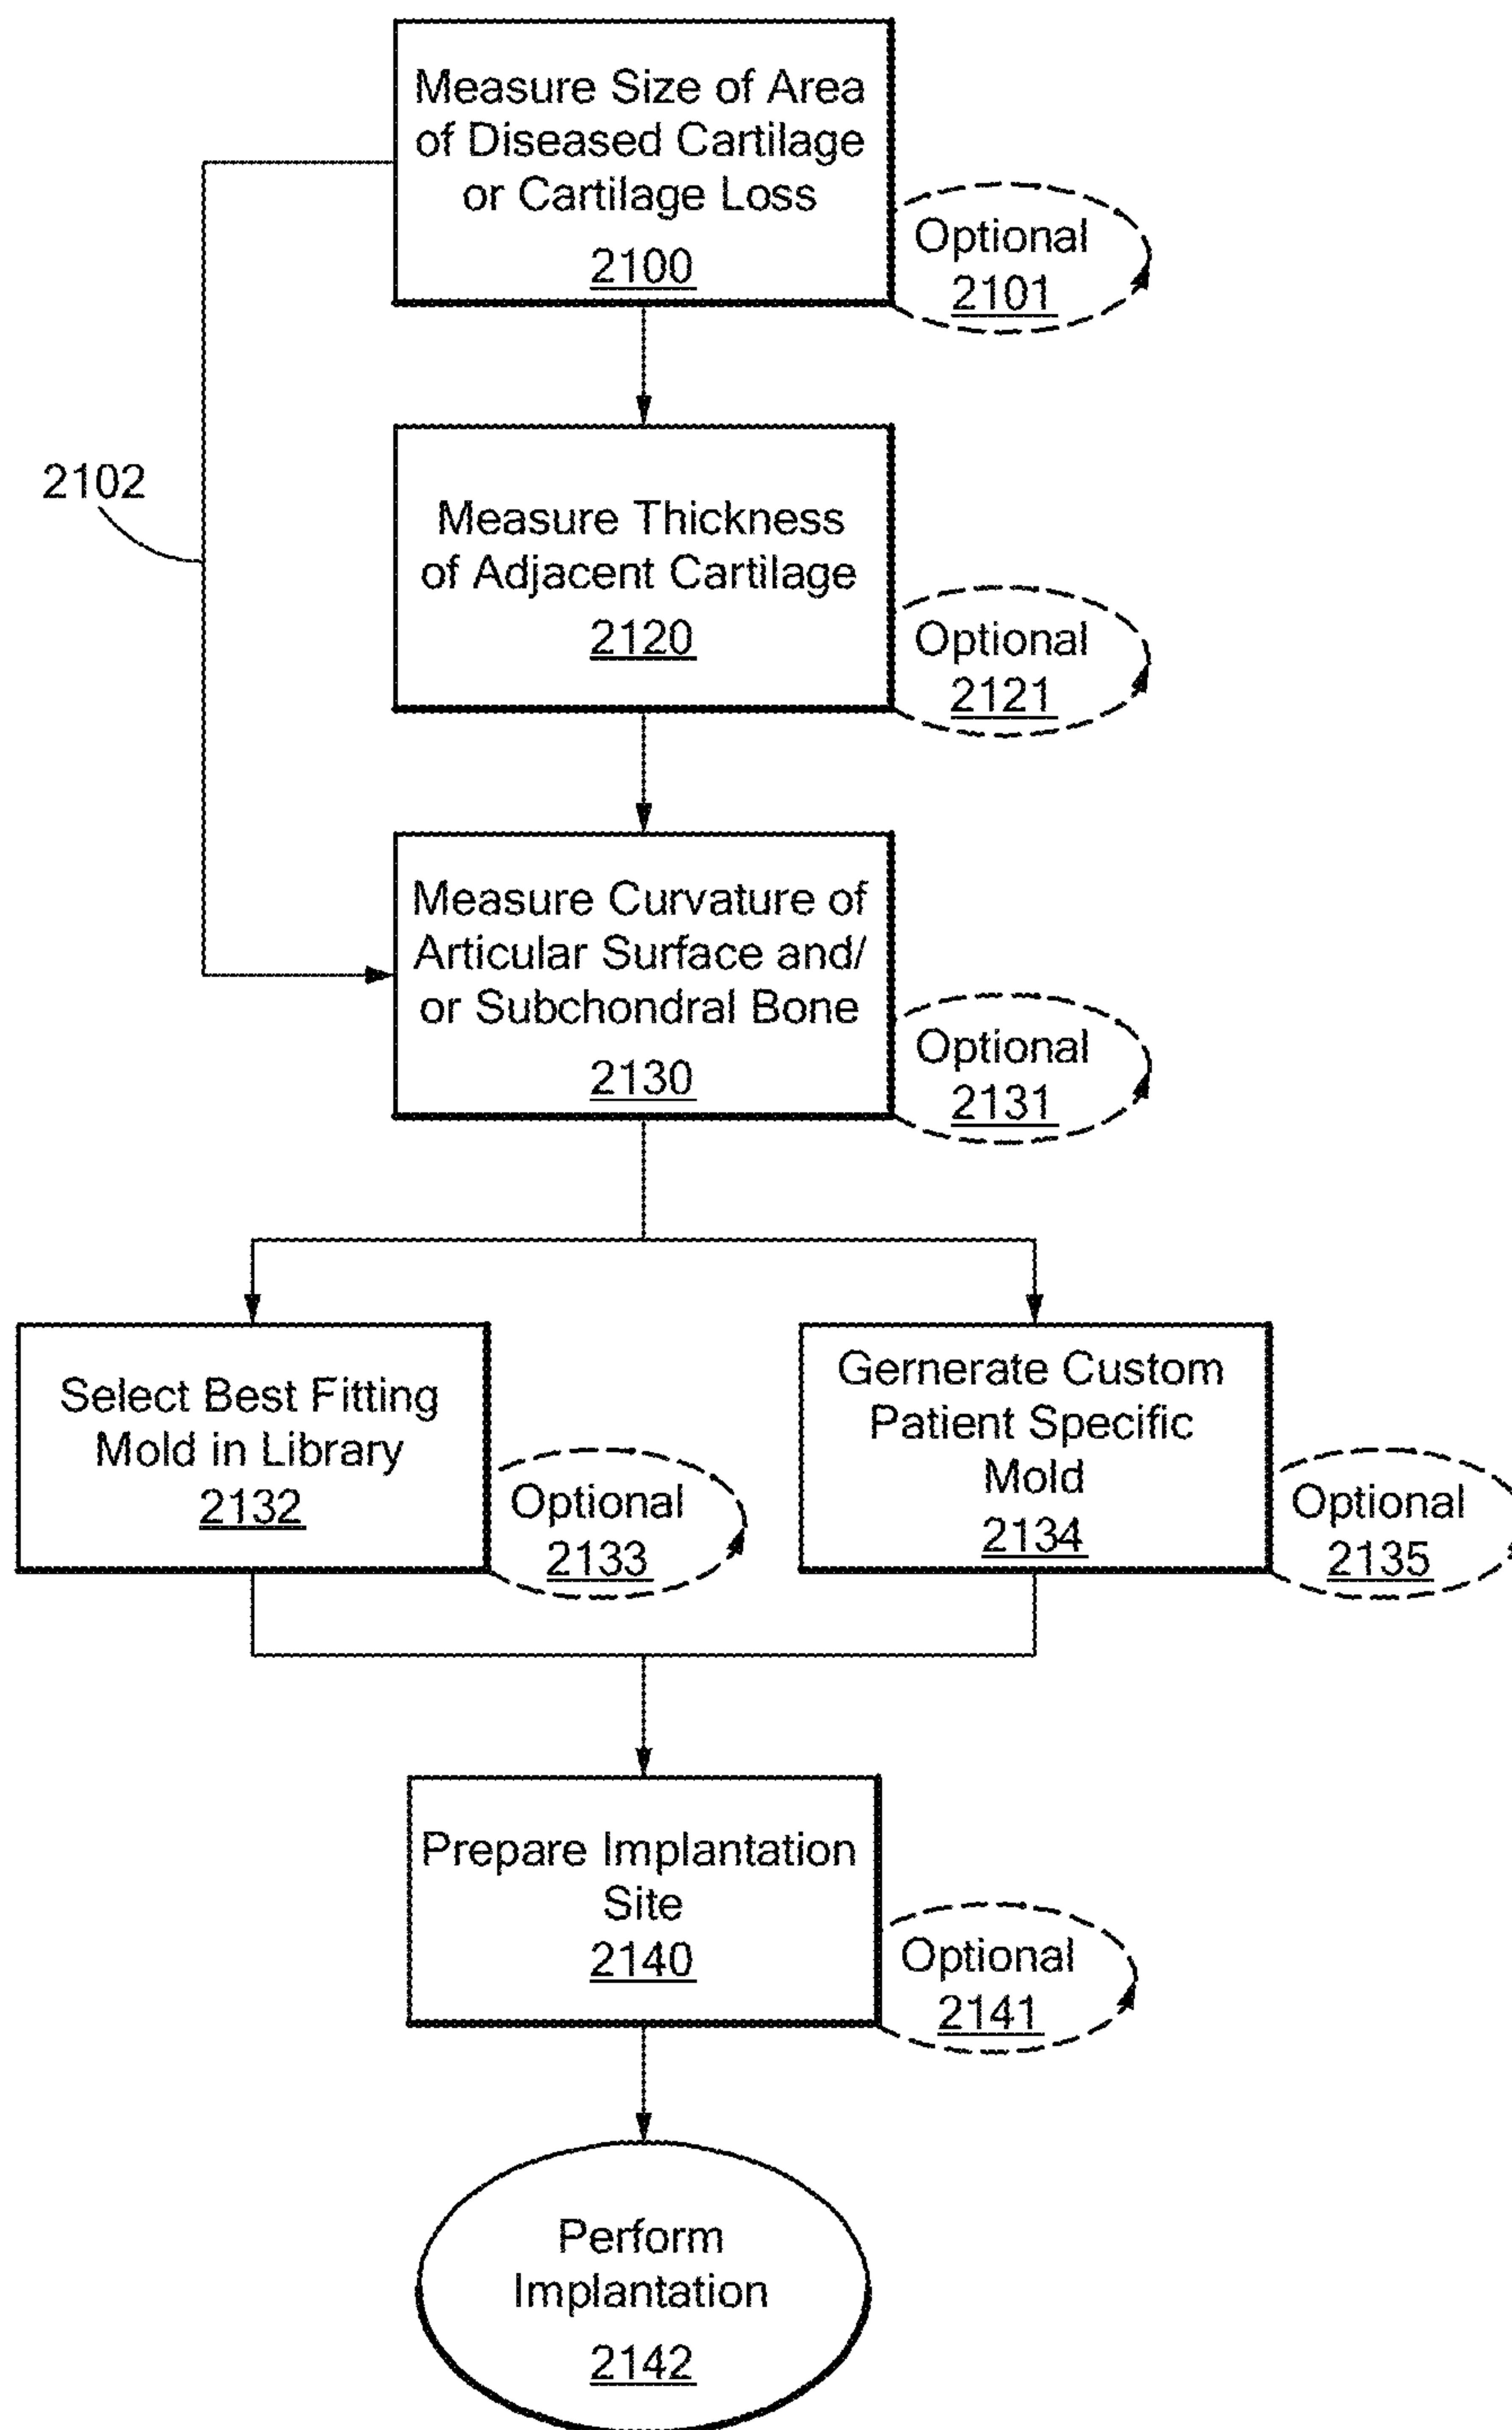 Measure Size of Area
of Diseased Cartilage
or Cartilage Loss
2100
Optional
2101
2102
Measure Thickness
of Adjacent Cartilage
2120
Optional
2121
Measure Curvature of
Articular Surface and/
or Subchondral Bone
2130
Optional
2131
Select Best Fitting
Mold in Library
2132
Optional
2133
Gernerate Custom
Patient Specific
Mold
2134
Optional
2135
Prepare Implantation
Site
2140
Optional
2141
Perform
Implantation
2142